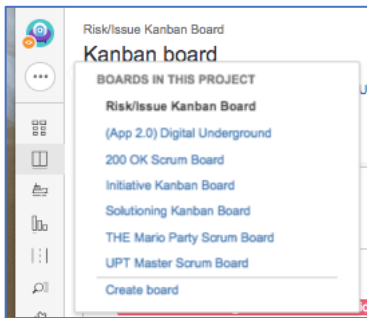 Risk/Issue Kanban Board
Kanban board
BOARDS IN THIS PROJECT
Risk/Issue Kanban Board
(App 2.0) Digital Underground
200 OK Scrum Board
Initiative Kanban Board
Solutioning Kanban Board
THE Mario Party Scrum Board
UPT Master Scrum Board
Create board